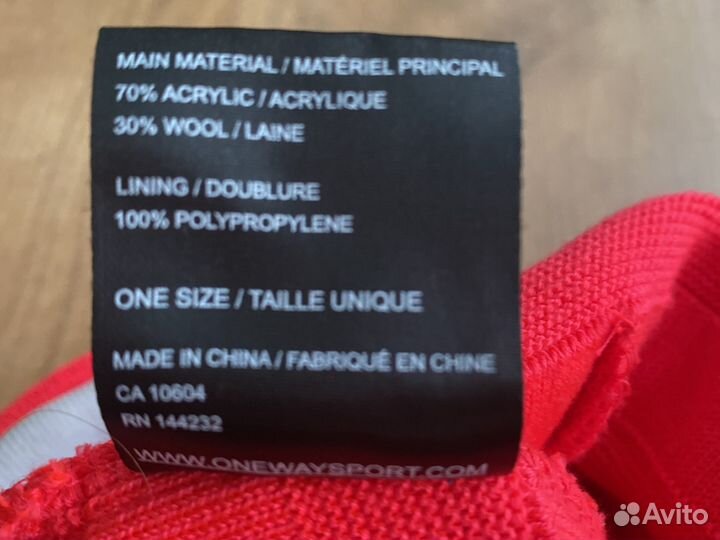 MAIN MATERIAL / MATÉRIEL PRINCIPAL
70% ACRYLIC / ACRYLIQUE
30% WOOL / LAINE
LINING / DOUBLURE
100% POLYPROPYLENE
ONE SIZE / TAILLE UNIQUE
MADE IN CHINA / FABRIQUÉ EN CHINE
CA 10604
RN 144232
WWW.ONEWAYSPORT.COM
Avito